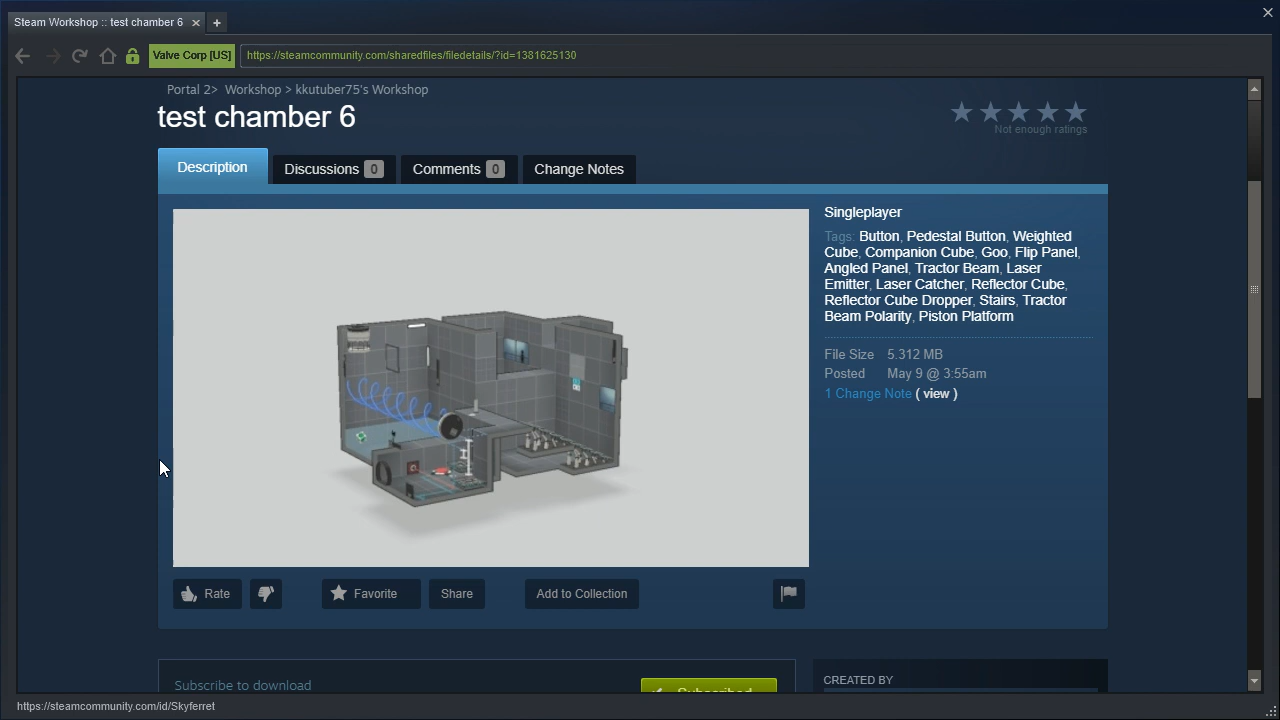 Steam Workshop :: test chamber 6
Valve Corp [US]
https://steamcommunity.com/sharedfiles/filedetails/?id=1381625130
Portal 2> Workshop > kkutuber75's Workshop
test chamber 6
Not enough ratings
Description
Discussions 0
Comments 0
Change Notes
Singleplayer
Tags: Button, Pedestal Button, Weighted
Cube, Companion Cube, Goo, Flip Panel,
Angled Panel, Tractor Beam, Laser
Emitter, Laser Catcher, Reflector Cube,
Reflector Cube Dropper, Stairs, Tractor
Beam Polarity, Piston Platform
File Size 5.312 MB
Posted May 9 @ 3:55am
1 Change Note ( view )
Rate
Favorite
Share
Add to Collection
Subscribe to download
Subscribed
CREATED BY
https://steamcommunity.com/id/Skyferret